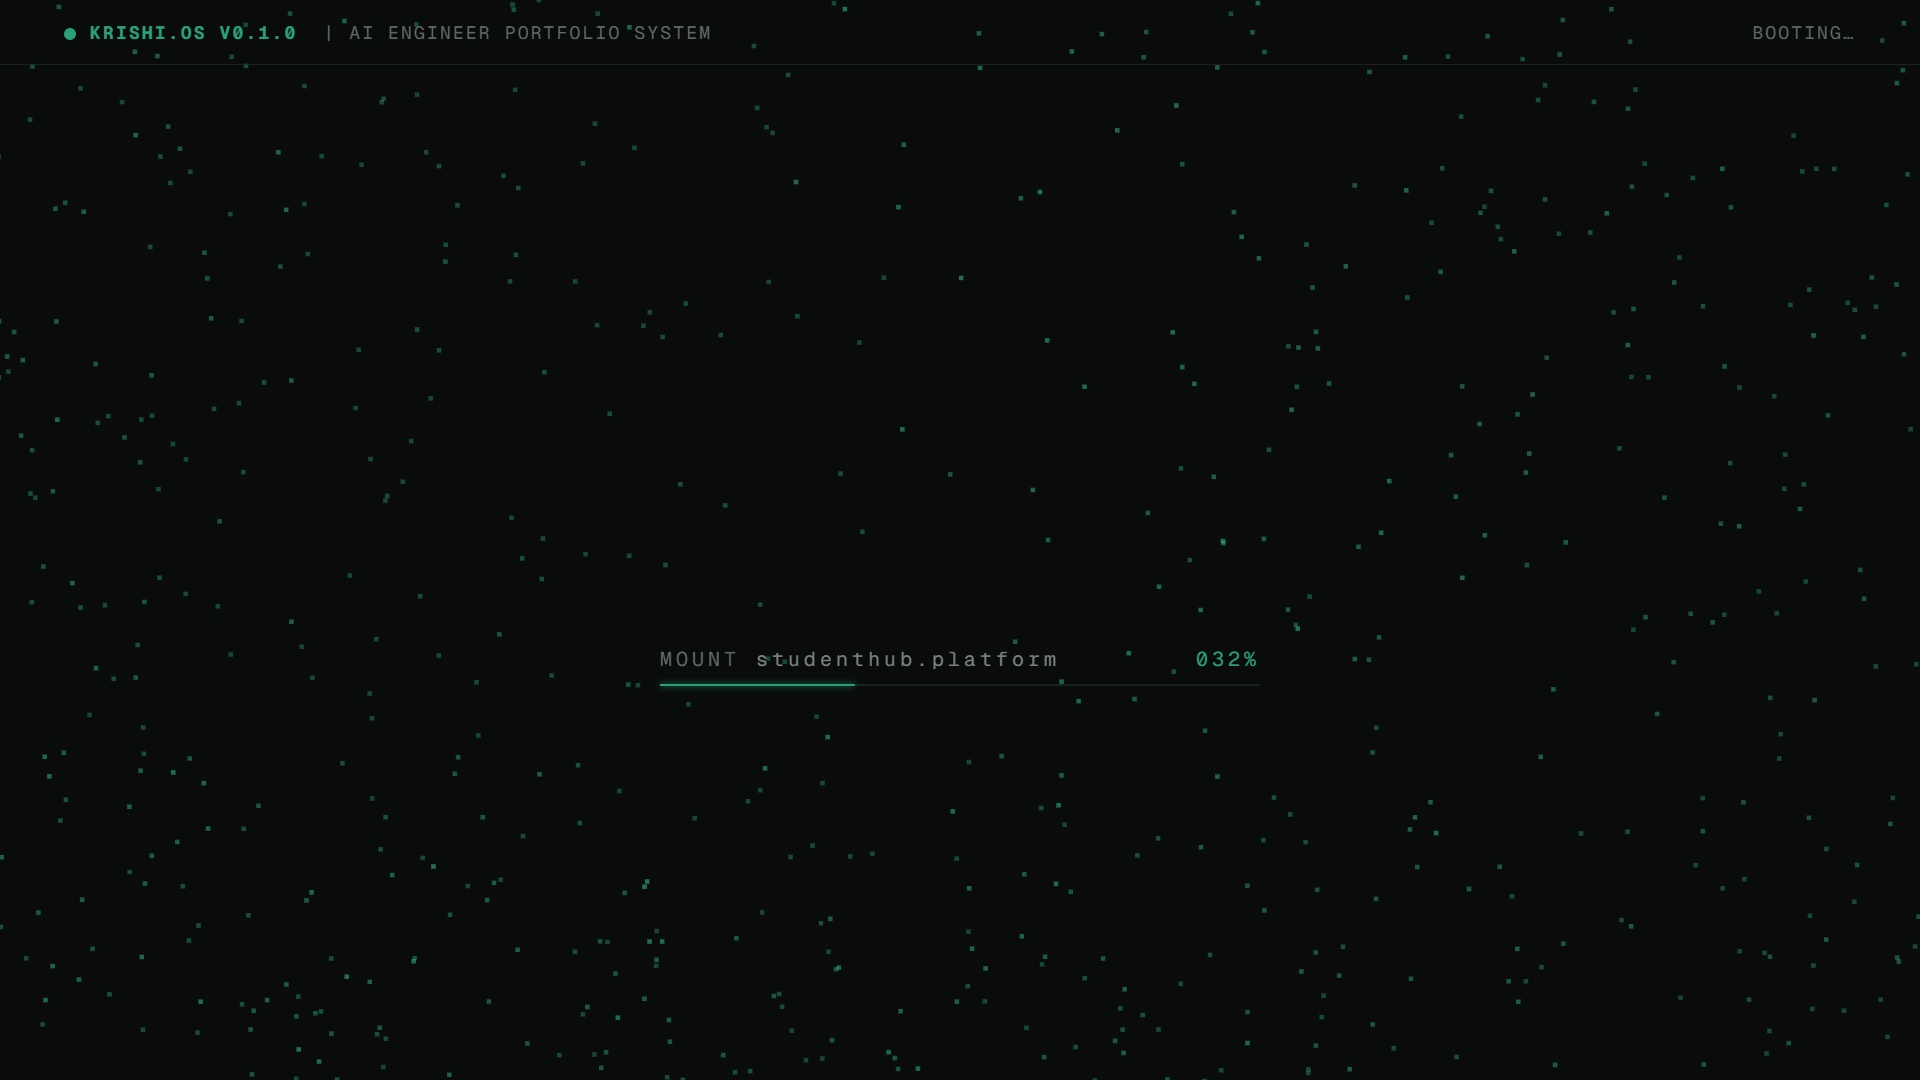 KRISHI.OS V0.1.0 | AI ENGINEER PORTFOLIO SYSTEM
BOOTING…
MOUNT studenthub.platform 032%